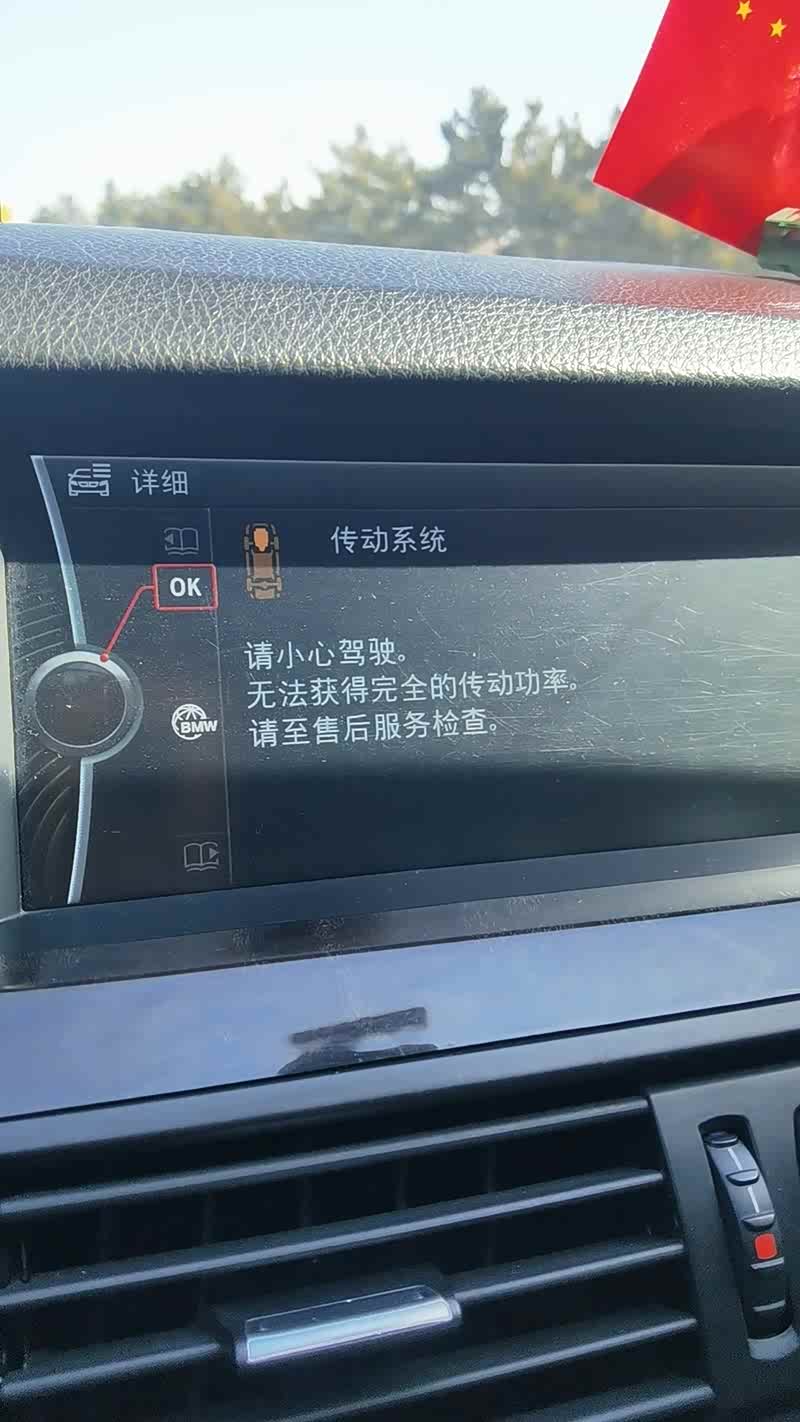 详细
传动系统
OK
请小心驾驶。
无法获得完全的传动功率。
BMW
请至售后服务检查。